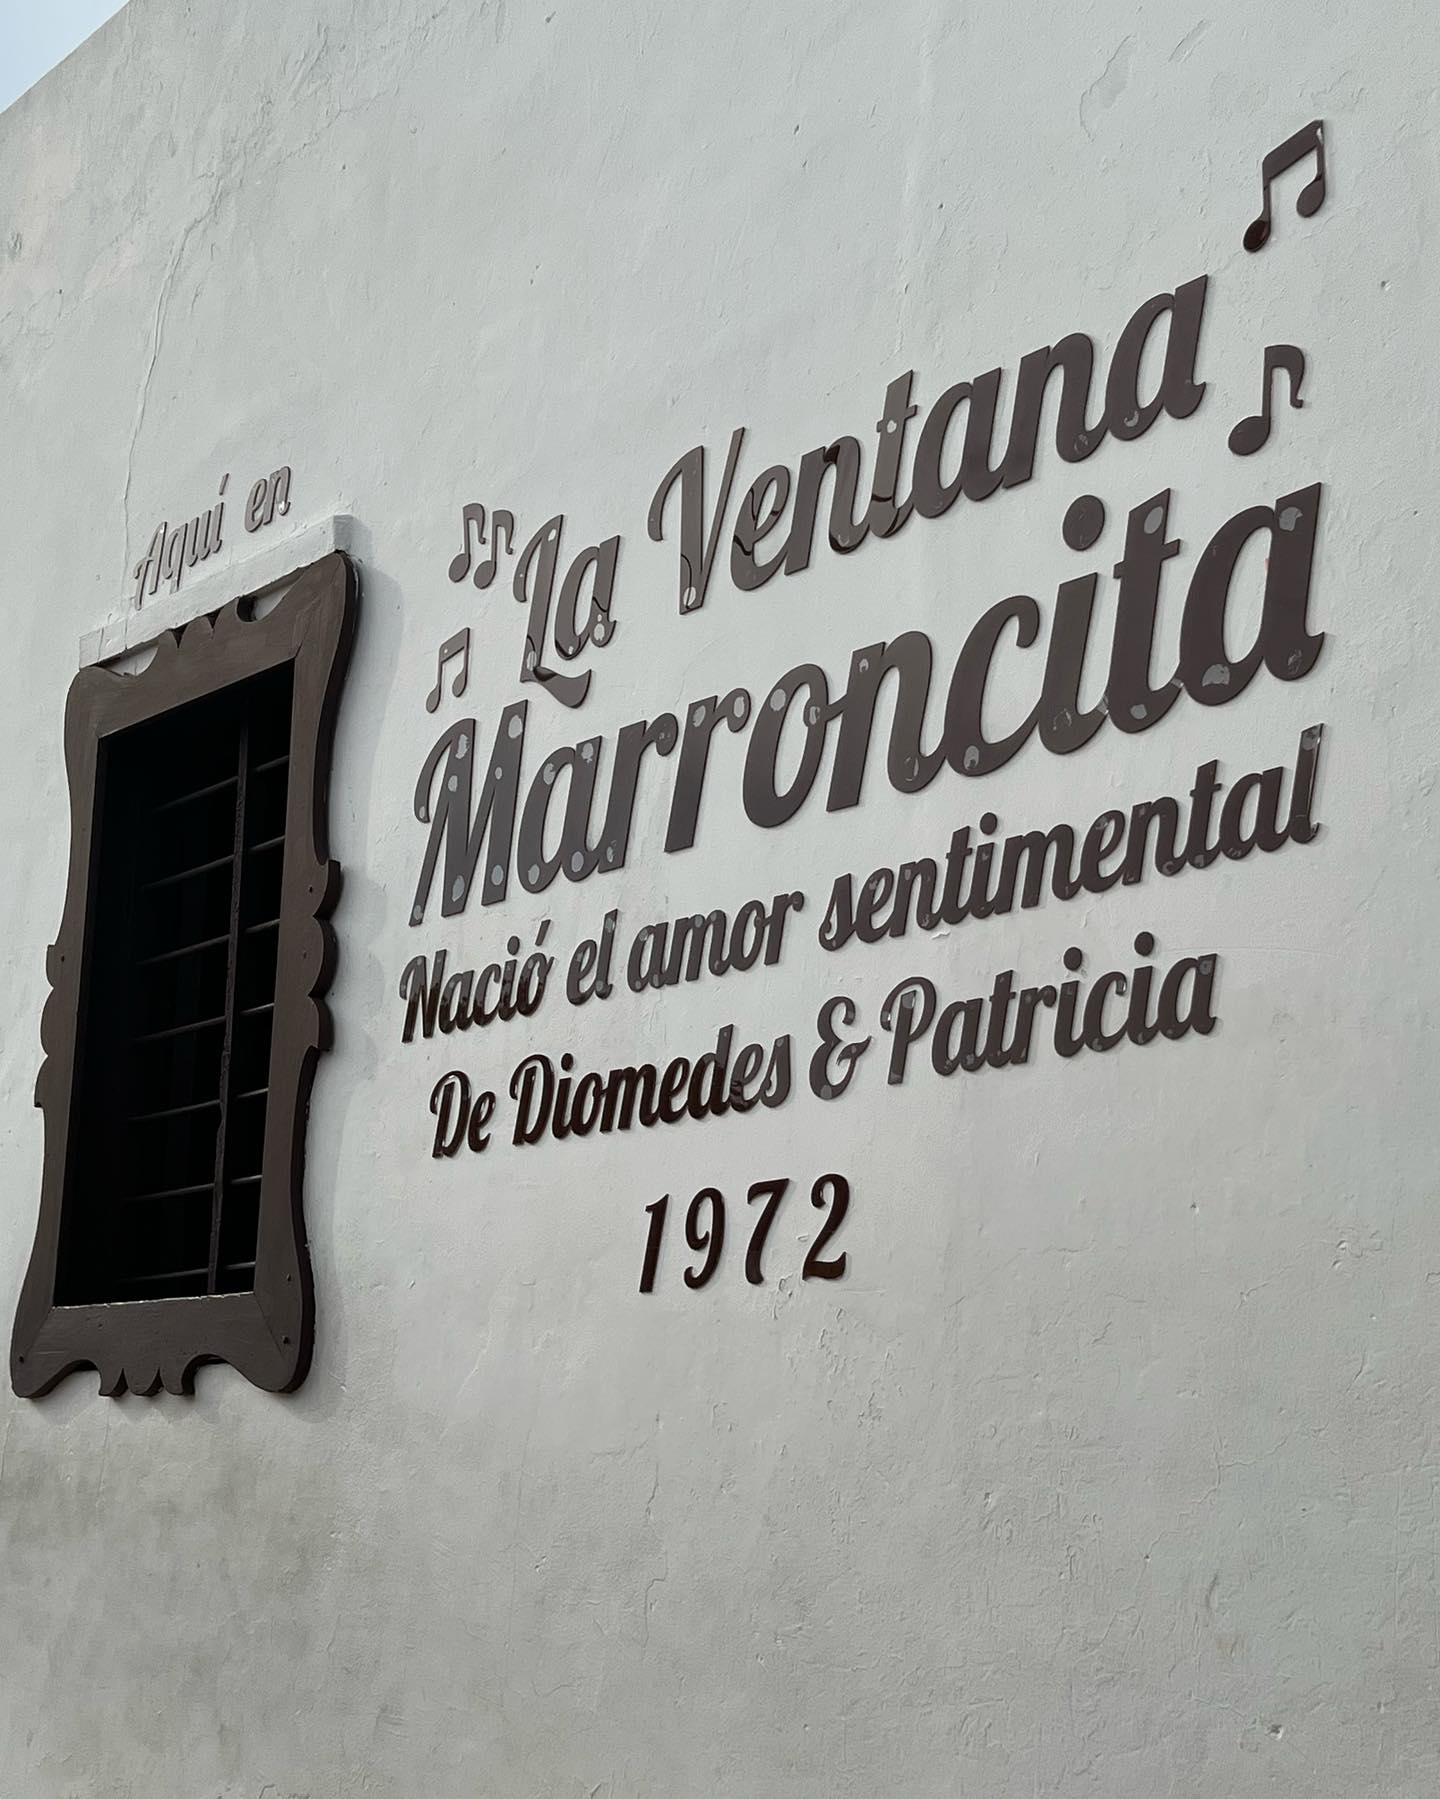 Aquí en
La Ventana
Marroncita
Nació el amor sentimental
De Diomedes & Patricia
1972